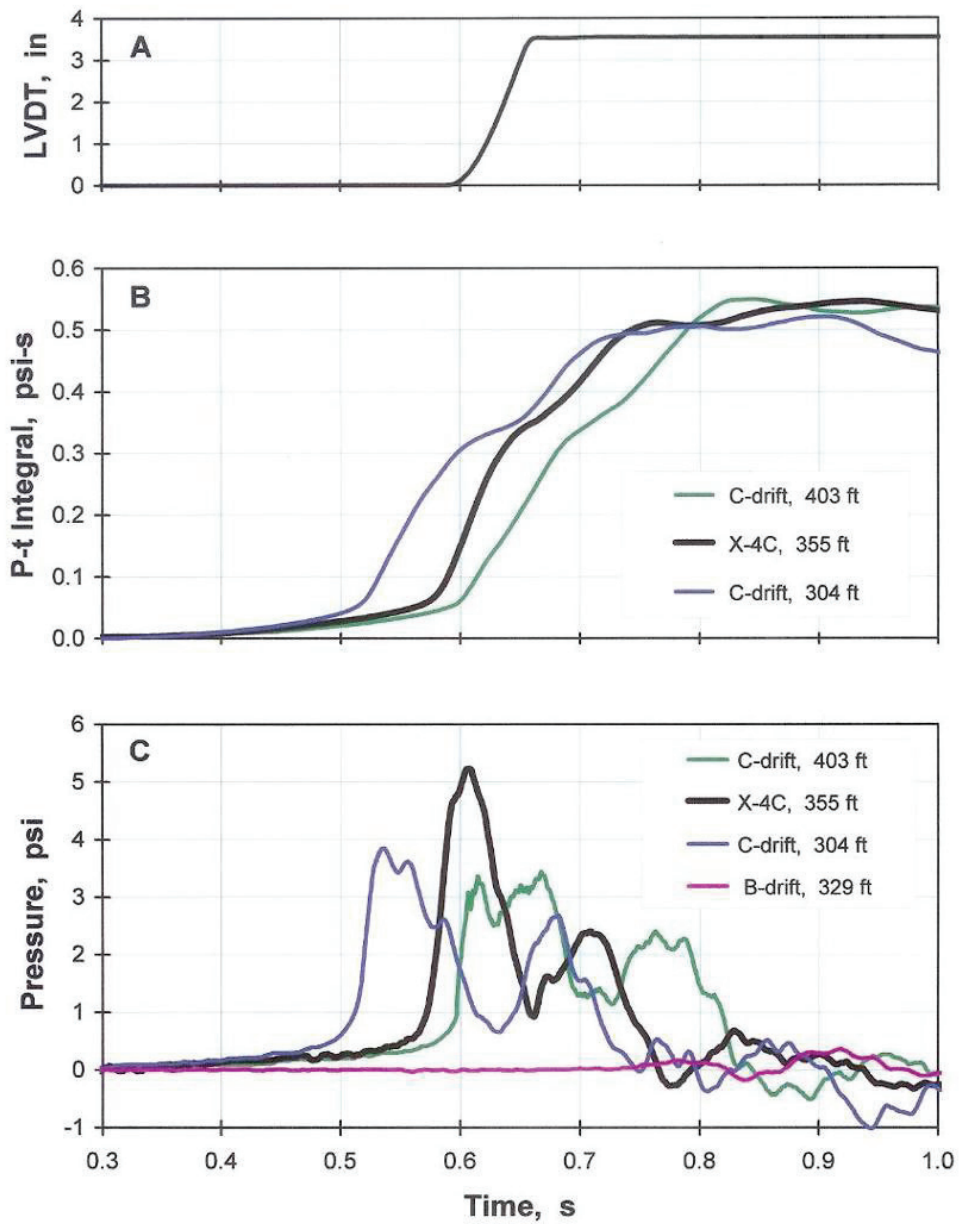 4
3
2
1
0
LVDT, in
A
0.6
0.5
0.4
0.3
0.2
0.1
0.0
P-t Integral, psi-s
B
C-drift, 403 ft
X-4C, 355 ft
C-drift, 304 ft
6
5
4
3
2
1
0
-1
Pressure, psi
C
C-drift, 403 ft
X-4C, 355 ft
C-drift, 304 ft
B-drift, 329 ft
0.3 0.4 0.5 0.6 0.7 0.8 0.9 1.0
Time, s